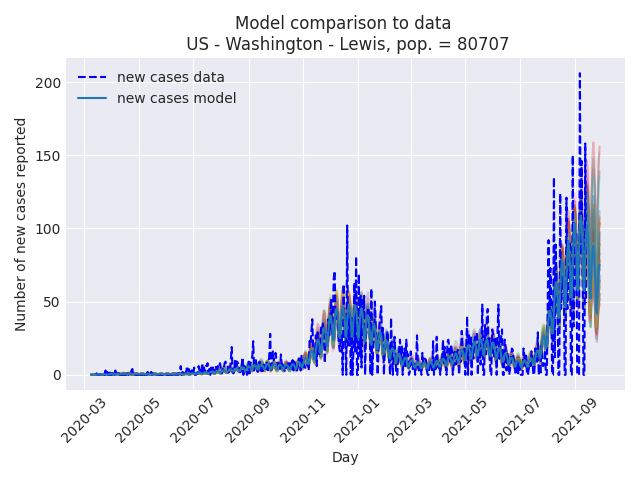 Model comparison to data
US - Washington - Lewis, pop. = 80707
new cases data
new cases model
Number of new cases reported
200
150
100
50
0
2020-03
2020-05
2020-07
2020-09
2020-11
2021-01
2021-03
2021-05
2021-07
2021-09
Day